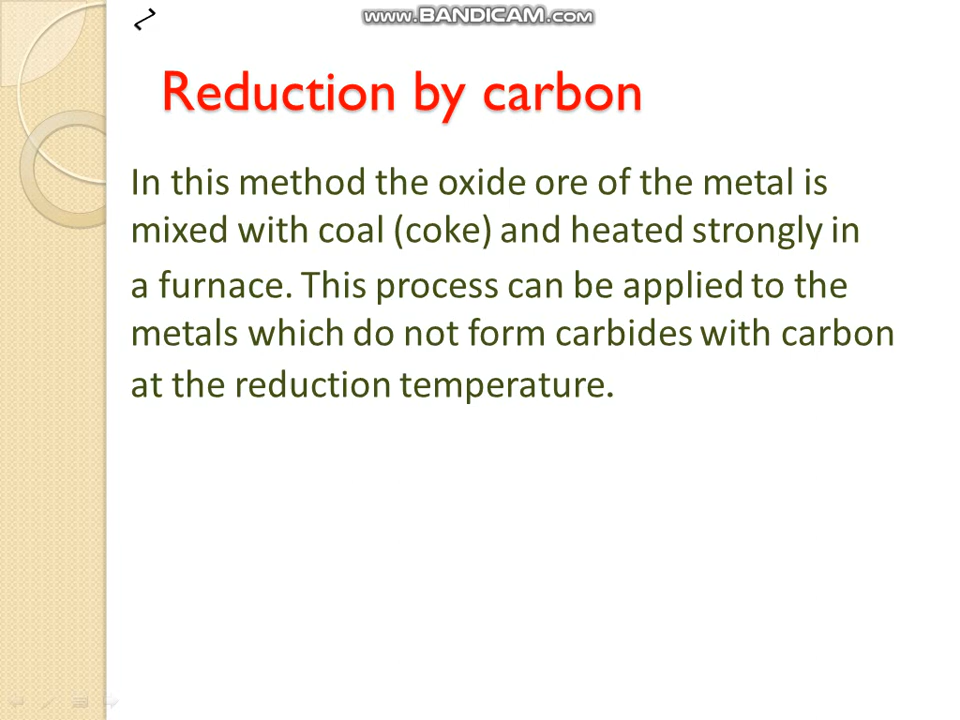 www.BANDICAM.com
Reduction by carbon
In this method the oxide ore of the metal is
mixed with coal (coke) and heated strongly in
a furnace. This process can be applied to the
metals which do not form carbides with carbon
at the reduction temperature.